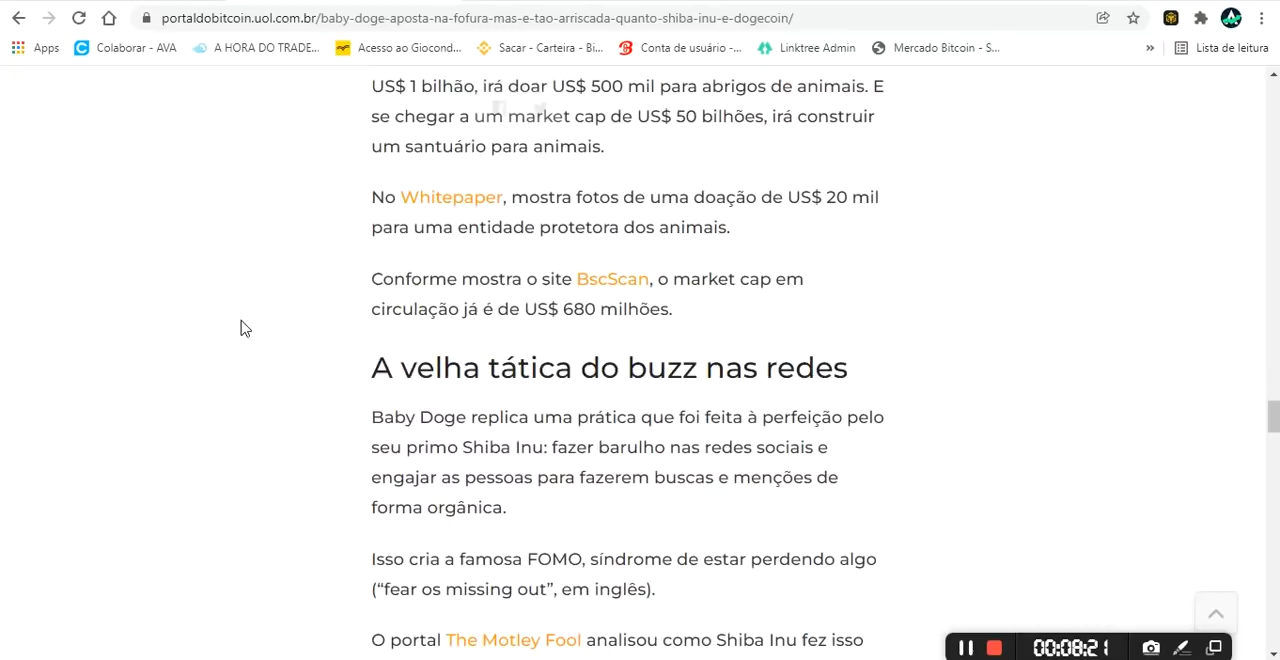 portaldobitcoin.uol.com.br/baby-doge-aposta-na-fofura-mas-e-tao-arriscada-quanto-shiba-inu-e-dogecoin/
Apps Colaborar - AVA A HORA DO TRADE... Acesso ao Giocond... Sacar - Carteira - Bi... Conta de usuário -... Linktree Admin Mercado Bitcoin - S... » Lista de leitura
US$ 1 bilhão, irá doar US$ 500 mil para abrigos de animais. E
se chegar a um market cap de US$ 50 bilhões, irá construir
um santuário para animais.
No Whitepaper, mostra fotos de uma doação de US$ 20 mil
para uma entidade protetora dos animais.
Conforme mostra o site BscScan, o market cap em
circulação já é de US$ 680 milhões.
A velha tática do buzz nas redes
Baby Doge replica uma prática que foi feita à perfeição pelo
seu primo Shiba Inu: fazer barulho nas redes sociais e
engajar as pessoas para fazerem buscas e menções de
forma orgânica.
Isso cria a famosa FOMO, síndrome de estar perdendo algo
(“fear os missing out”, em inglês).
O portal The Motley Fool analisou como Shiba Inu fez isso
00:08:21